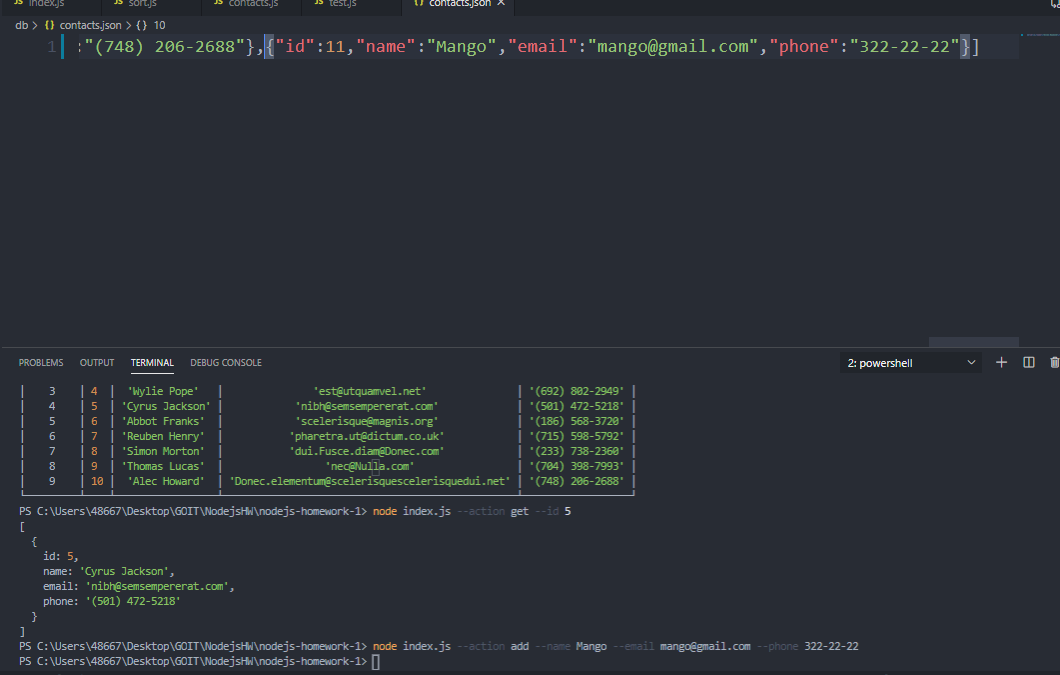 JS index.js JS sort.js JS contacts.js JS test.js {} contacts.json ×
db > {} contacts.json > {} 10
1 :"(748) 206-2688"},{"id":11,"name":"Mango","email":"mango@gmail.com","phone":"322-22-22"}]
PROBLEMS OUTPUT TERMINAL DEBUG CONSOLE 2: powershell
│ 3 │ 4 │ 'Wylie Pope' │ 'est@utquamvel.net' │ '(692) 802-2949' │
│ 4 │ 5 │ 'Cyrus Jackson' │ 'nibh@semsempererat.com' │ '(501) 472-5218' │
│ 5 │ 6 │ 'Abbot Franks' │ 'scelerisque@magnis.org' │ '(186) 568-3720' │
│ 6 │ 7 │ 'Reuben Henry' │ 'pharetra.ut@dictum.co.uk' │ '(715) 598-5792' │
│ 7 │ 8 │ 'Simon Morton' │ 'dui.Fusce.diam@Donec.com' │ '(233) 738-2360' │
│ 8 │ 9 │ 'Thomas Lucas' │ 'nec@Nulla.com' │ '(704) 398-7993' │
│ 9 │ 10 │ 'Alec Howard' │ 'Donec.elementum@scelerisquescelerisquedui.net' │ '(748) 206-2688' │
PS C:\Users\48667\Desktop\GOIT\NodejsHW\nodejs-homework-1> node index.js --action get --id 5
[
{
id: 5,
name: 'Cyrus Jackson',
email: 'nibh@semsempererat.com',
phone: '(501) 472-5218'
}
]
PS C:\Users\48667\Desktop\GOIT\NodejsHW\nodejs-homework-1> node index.js --action add --name Mango --email mango@gmail.com --phone 322-22-22
PS C:\Users\48667\Desktop\GOIT\NodejsHW\nodejs-homework-1>